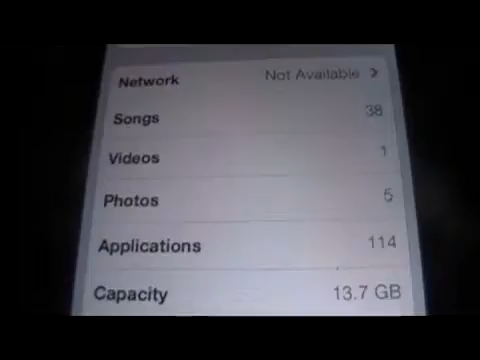 Network Not Available >
Songs 38
Videos 1
Photos 5
Applications 114
Capacity 13.7 GB